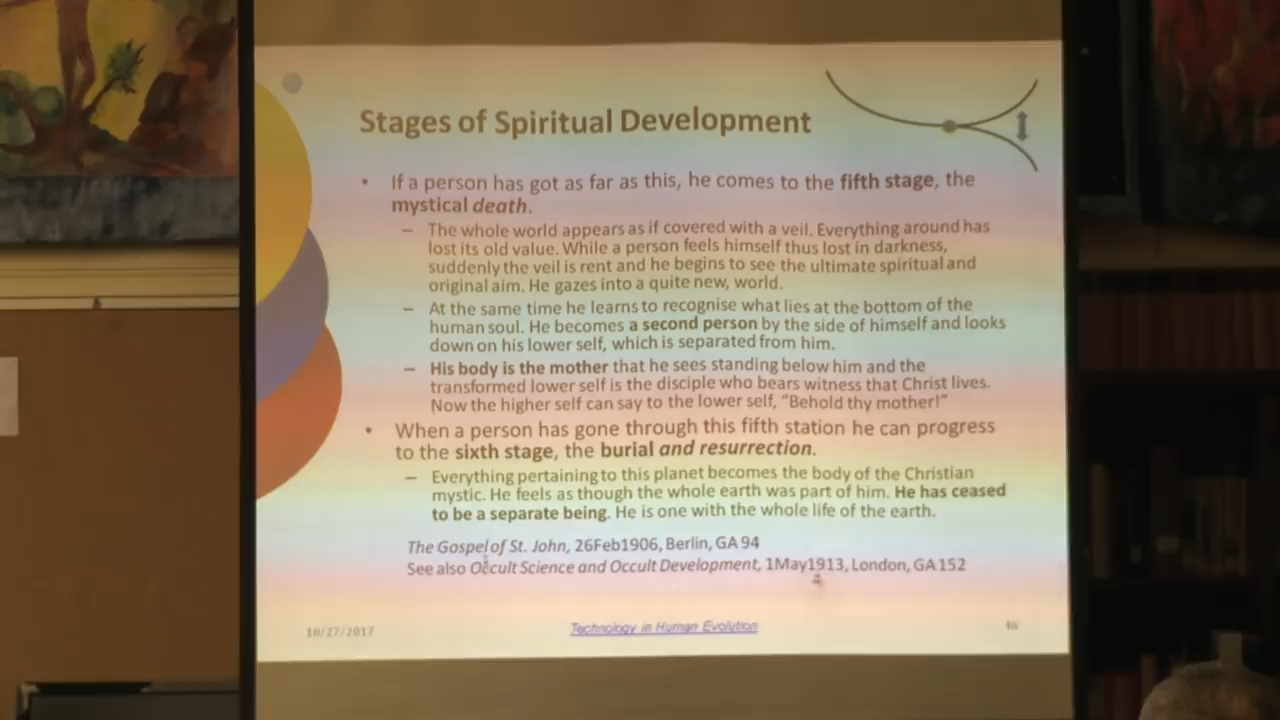 Stages of Spiritual Development
• If a person has got as far as this, he comes to the fifth stage, the
mystical death.
– The whole world appears as if covered with a veil. Everything around has
lost its old value. While a person feels himself thus lost in darkness,
suddenly the veil is rent and he begins to see the ultimate spiritual and
original aim. He gazes into a quite new, world.
– At the same time he learns to recognise what lies at the bottom of the
human soul. He becomes a second person by the side of himself and looks
down on his lower self, which is separated from him.
– His body is the mother that he sees standing below him and the
transformed lower self is the disciple who bears witness that Christ lives.
Now the higher self can say to the lower self, “Behold thy mother!”
• When a person has gone through this fifth station he can progress
to the sixth stage, the burial and resurrection.
– Everything pertaining to this planet becomes the body of the Christian
mystic. He feels as though the whole earth was part of him. He has ceased
to be a separate being. He is one with the whole life of the earth.
The Gospel of St. John, 26Feb1906, Berlin, GA 94
See also Occult Science and Occult Development, 1May1913, London, GA 152
10/27/2017
Technology in Human Evolution
46